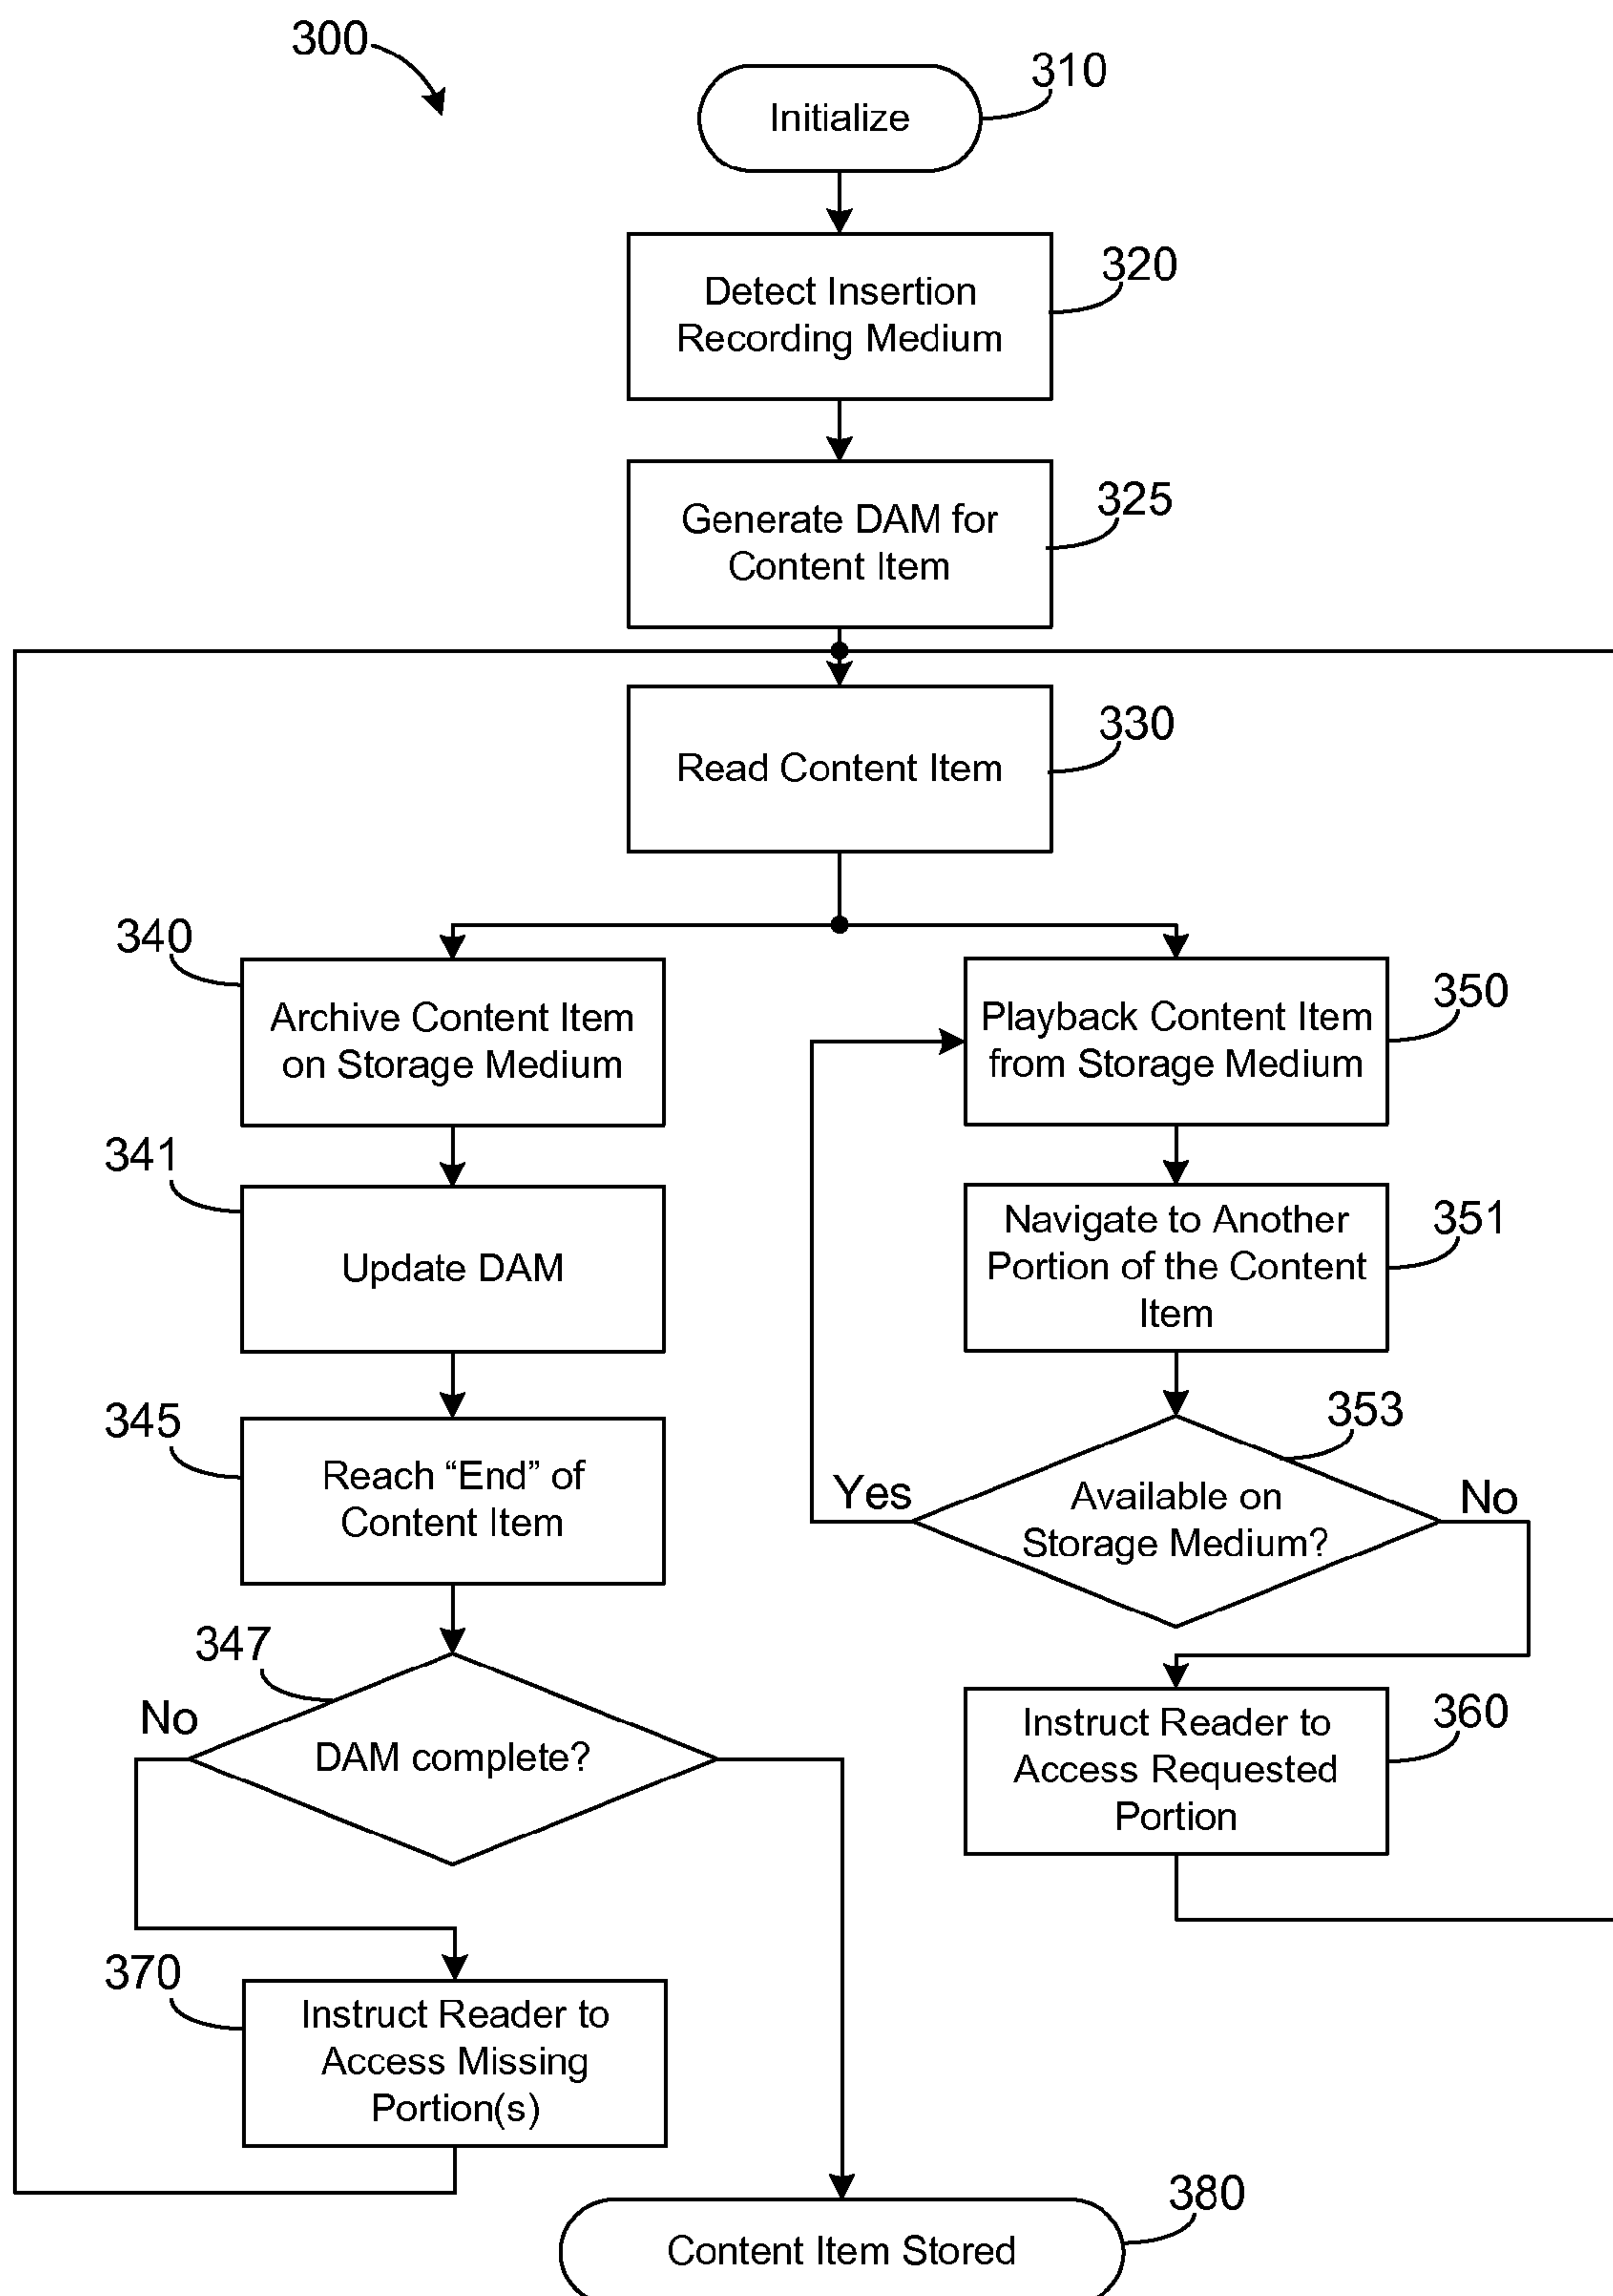 300
310
Initialize
320
Detect Insertion
Recording Medium
325
Generate DAM for
Content Item
330
Read Content Item
340
Archive Content Item
on Storage Medium
350
Playback Content Item
from Storage Medium
341
Update DAM
351
Navigate to Another
Portion of the Content
Item
345
Reach “End” of
Content Item
353
Yes
Available on
Storage Medium?
No
347
No
DAM complete?
360
Instruct Reader to
Access Requested
Portion
370
Instruct Reader to
Access Missing
Portion(s)
380
Content Item Stored